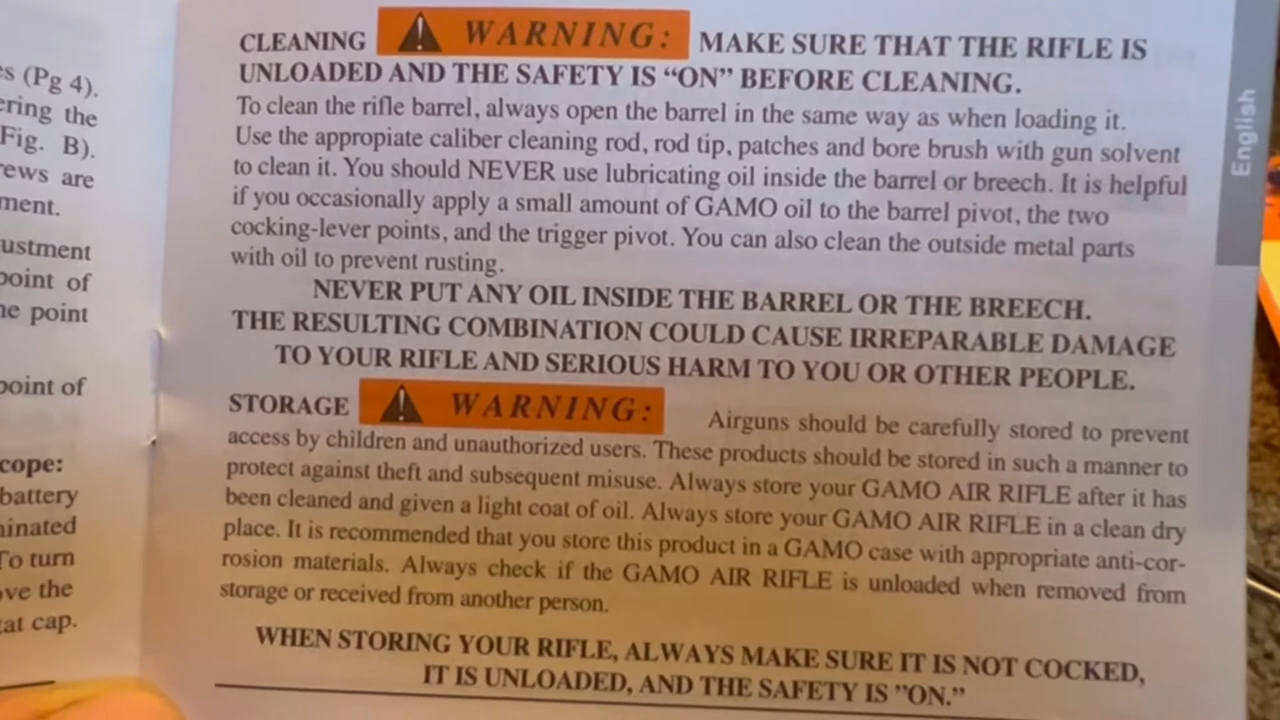 s (Pg 4).
ering the
Fig. B).
ews are
ment.
ustment
point of
ne point
point of
cope:
battery
minated
To turn
ove the
tat cap.
CLEANING WARNING: MAKE SURE THAT THE RIFLE IS
UNLOADED AND THE SAFETY IS “ON” BEFORE CLEANING.
To clean the rifle barrel, always open the barrel in the same way as when loading it.
Use the appropiate caliber cleaning rod, rod tip, patches and bore brush with gun solvent
to clean it. You should NEVER use lubricating oil inside the barrel or breech. It is helpful
if you occasionally apply a small amount of GAMO oil to the barrel pivot, the two
cocking-lever points, and the trigger pivot. You can also clean the outside metal parts
with oil to prevent rusting.
NEVER PUT ANY OIL INSIDE THE BARREL OR THE BREECH.
THE RESULTING COMBINATION COULD CAUSE IRREPARABLE DAMAGE
TO YOUR RIFLE AND SERIOUS HARM TO YOU OR OTHER PEOPLE.
STORAGE WARNING: Airguns should be carefully stored to prevent
access by children and unauthorized users. These products should be stored in such a manner to
protect against theft and subsequent misuse. Always store your GAMO AIR RIFLE after it has
been cleaned and given a light coat of oil. Always store your GAMO AIR RIFLE in a clean dry
place. It is recommended that you store this product in a GAMO case with appropriate anti-cor-
rosion materials. Always check if the GAMO AIR RIFLE is unloaded when removed from
storage or received from another person.
WHEN STORING YOUR RIFLE, ALWAYS MAKE SURE IT IS NOT COCKED,
IT IS UNLOADED, AND THE SAFETY IS ”ON.”
English